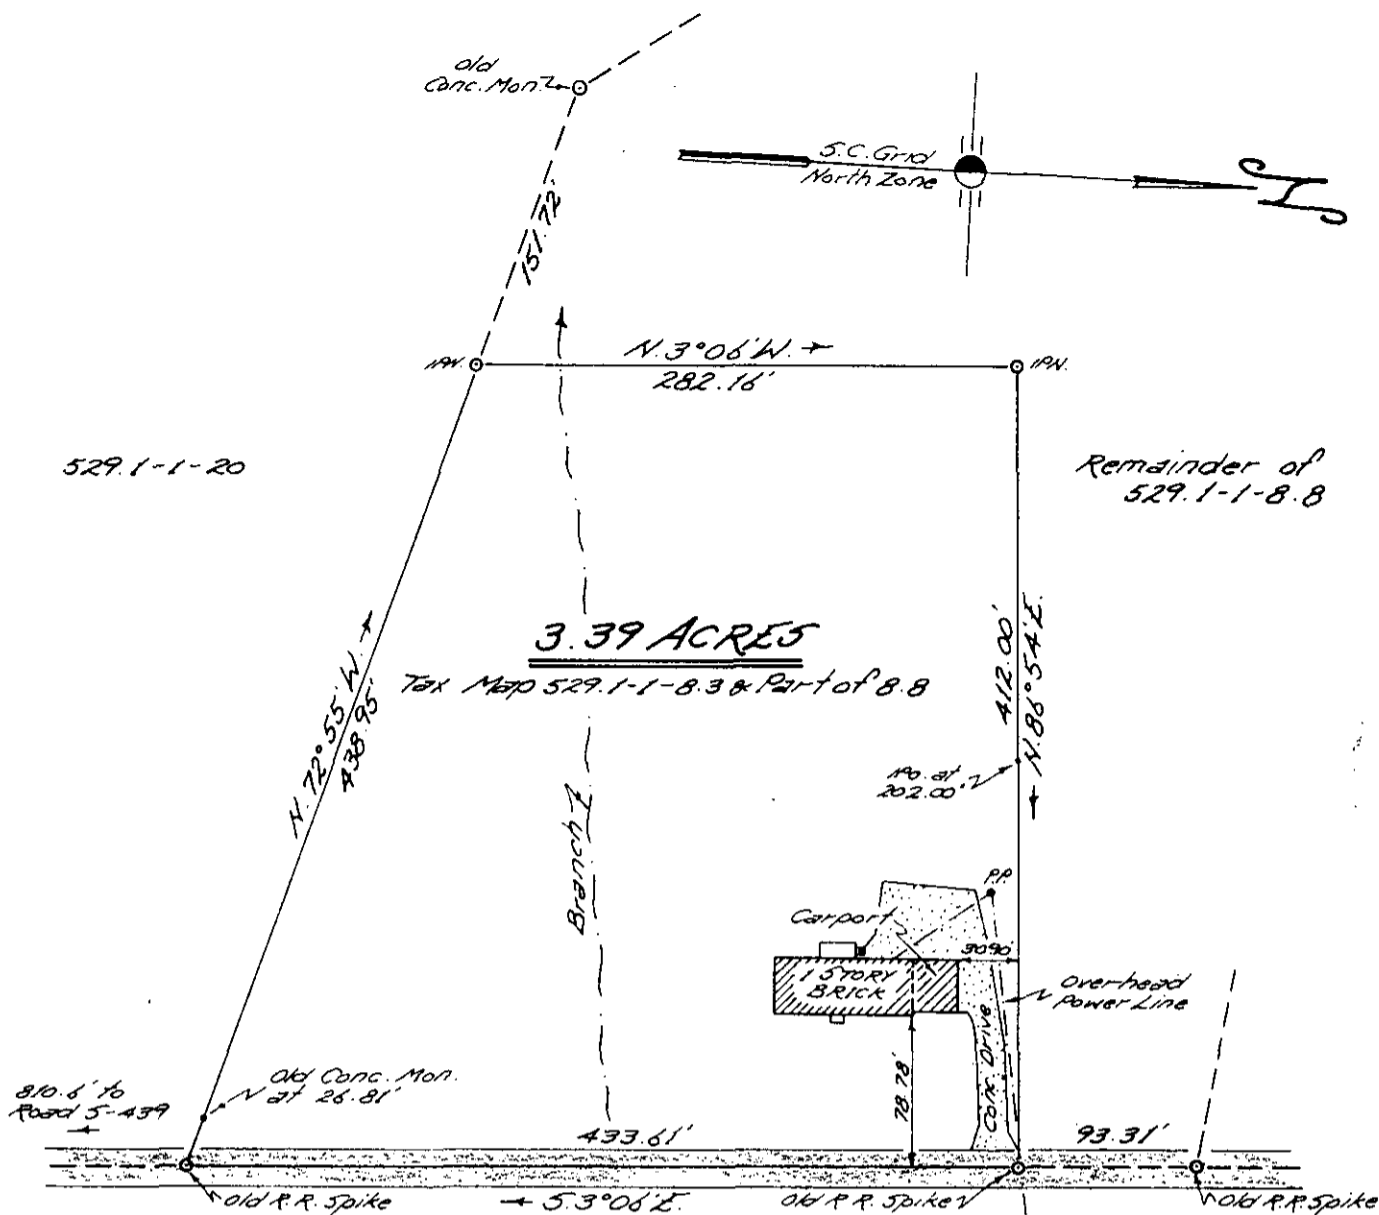 Old
Conc. Mon.
S.C. Grid
North Zone
N
151.72'
N. 3°06' W.
282.16'
IPN.
IPN.
529.1-1-20
Remainder of
529.1-1-8.8
3.39 ACRES
Tax Map 529.1-1-8.3 & Part of 8.8
N. 72°55' W.
438.95'
412.00'
N. 86°54' E.
IPO. at
202.00'
Branch
P.P.
Carport
30.90'
1 STORY
BRICK
Overhead
Power Line
Conc. Drive
78.78'
Old Conc. Mon.
at 26.81'
810.6' to
Road S-439
433.61'
93.31'
Old R.R. Spike
S. 3°06' E.
Old R.R. Spike
Old R.R. Spike